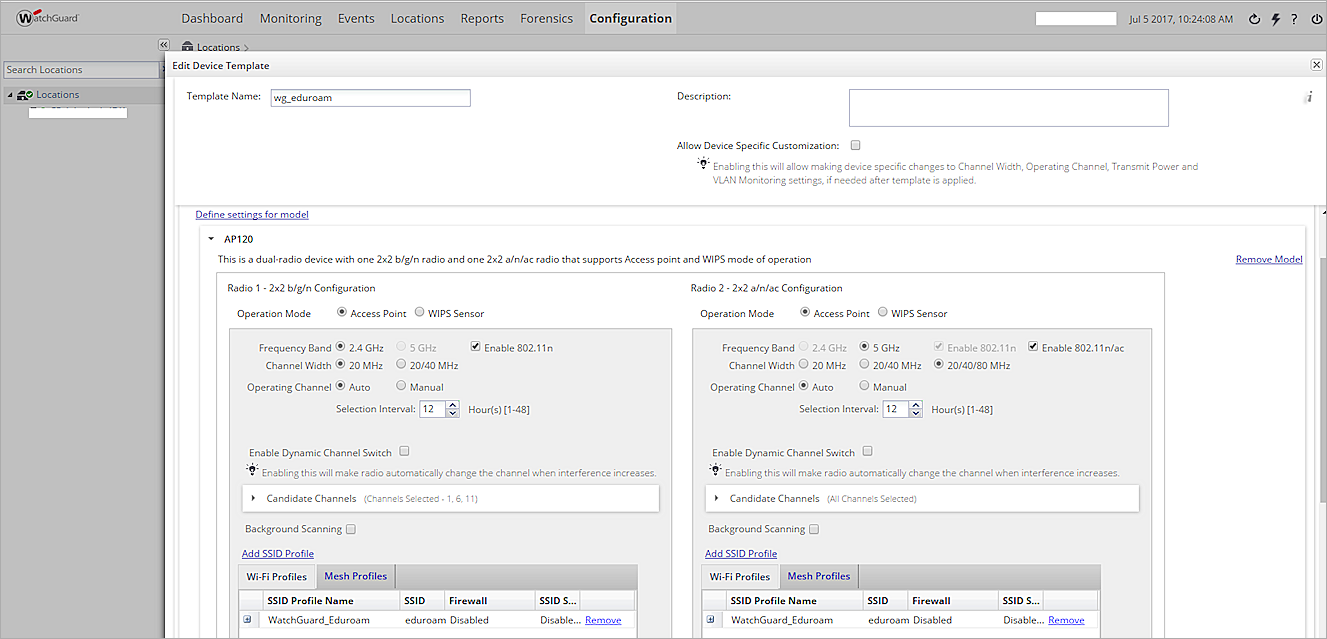 WatchGuard Dashboard Monitoring Events Locations Reports Forensics Configuration Jul 5 2017, 10:24:08 AM ?
« Locations
Search Locations
Locations
Edit Device Template
Template Name: wg_eduroam
Description:
Allow Device Specific Customization:
Enabling this will allow making device specific changes to Channel Width, Operating Channel, Transmit Power and
VLAN Monitoring settings, if needed after template is applied.
Define settings for model
AP120
This is a dual-radio device with one 2x2 b/g/n radio and one 2x2 a/n/ac radio that supports Access point and WIPS mode of operation
Remove Model
Radio 1 - 2x2 b/g/n Configuration
Operation Mode Access Point WIPS Sensor
Frequency Band 2.4 GHz 5 GHz Enable 802.11n
Channel Width 20 MHz 20/40 MHz
Operating Channel Auto Manual
Selection Interval: 12 Hour(s) [1-48]
Enable Dynamic Channel Switch
Enabling this will make radio automatically change the channel when interference increases.
Candidate Channels (Channels Selected - 1, 6, 11)
Background Scanning
Add SSID Profile
Wi-Fi Profiles Mesh Profiles
SSID Profile Name SSID Firewall SSID S...
WatchGuard_Eduroam eduroam Disabled Disable... Remove
Radio 2 - 2x2 a/n/ac Configuration
Operation Mode Access Point WIPS Sensor
Frequency Band 2.4 GHz 5 GHz Enable 802.11n Enable 802.11n/ac
Channel Width 20 MHz 20/40 MHz 20/40/80 MHz
Operating Channel Auto Manual
Selection Interval: 12 Hour(s) [1-48]
Enable Dynamic Channel Switch
Enabling this will make radio automatically change the channel when interference increases.
Candidate Channels (All Channels Selected)
Background Scanning
Add SSID Profile
Wi-Fi Profiles Mesh Profiles
SSID Profile Name SSID Firewall SSID S...
WatchGuard_Eduroam eduroam Disabled Disable... Remove